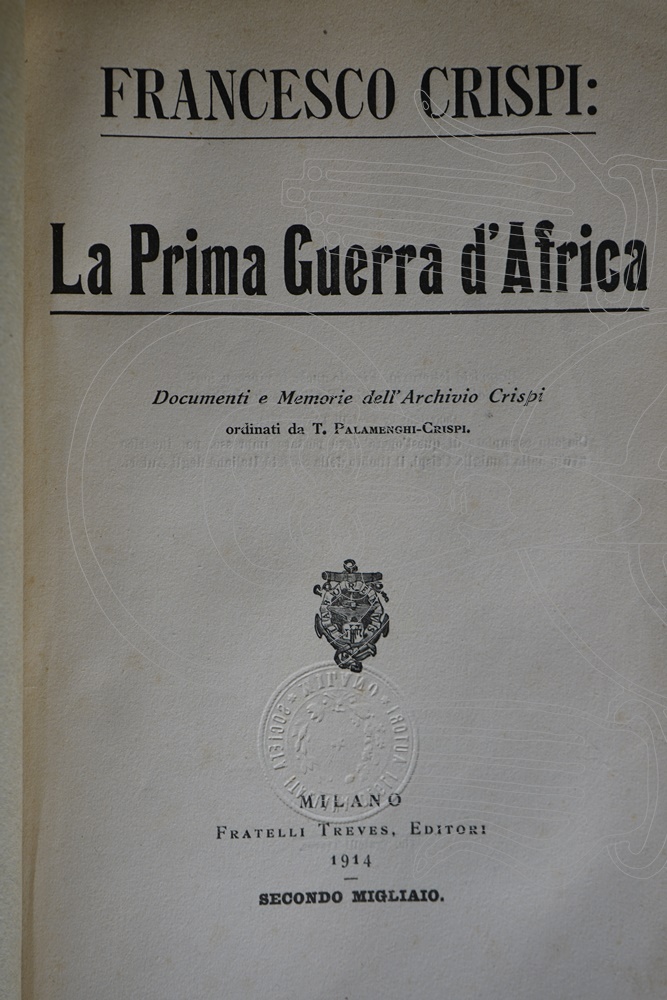 FRANCESCO CRISPI:
La Prima Guerra d'Africa
Documenti e Memorie dell'Archivio Crispi
ordinati da T. PALAMENGHI-CRISPI.
MILANO
FRATELLI TREVES, EDITORI
1914
SECONDO MIGLIAIO.